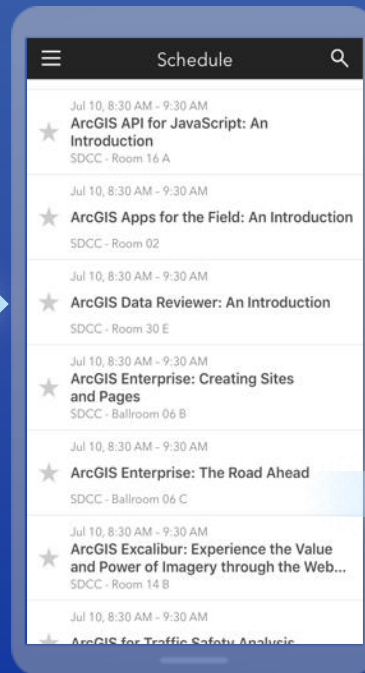 Schedule
Jul 10, 8:30 AM - 9:30 AM
ArcGIS API for JavaScript: An
Introduction
SDCC - Room 16 A
Jul 10, 8:30 AM - 9:30 AM
ArcGIS Apps for the Field: An Introduction
SDCC - Room 02
Jul 10, 8:30 AM - 9:30 AM
ArcGIS Data Reviewer: An Introduction
SDCC - Room 30 E
Jul 10, 8:30 AM - 9:30 AM
ArcGIS Enterprise: Creating Sites
and Pages
SDCC - Ballroom 06 B
Jul 10, 8:30 AM - 9:30 AM
ArcGIS Enterprise: The Road Ahead
SDCC - Ballroom 06 C
Jul 10, 8:30 AM - 9:30 AM
ArcGIS Excalibur: Experience the Value
and Power of Imagery through the Web...
SDCC - Room 14 B
Jul 10, 8:30 AM - 9:30 AM
ArcGIS for Traffic Safety Analysis